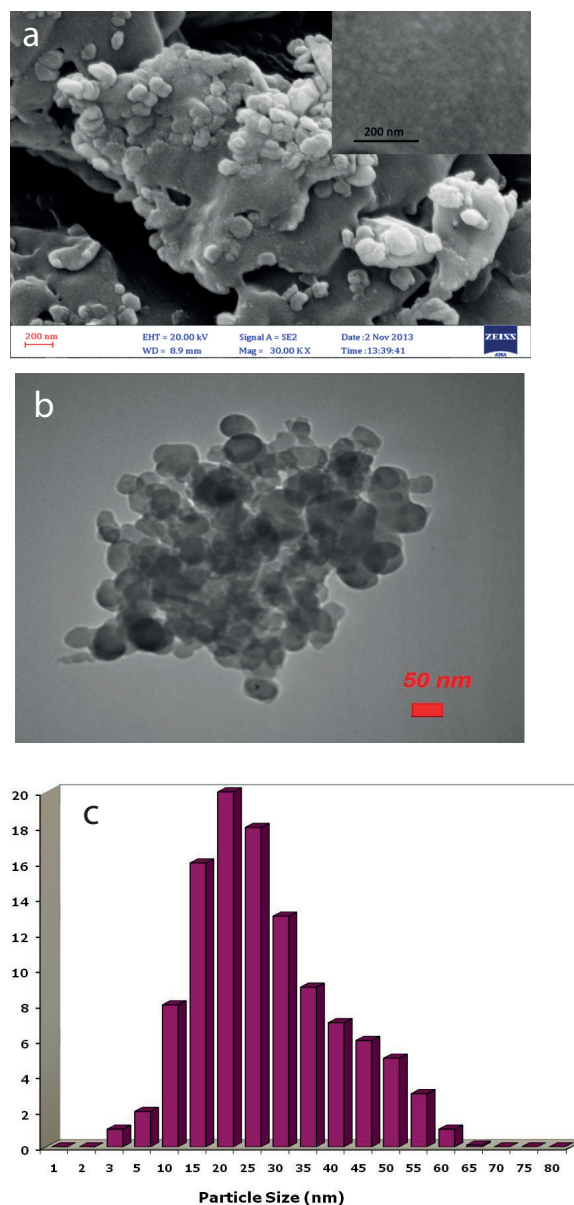 a
200 nm
200 nm
EHT = 20.00 kV Signal A = SE2 Date :2 Nov 2013
WD = 8.9 mm Mag = 30.00 KX Time :13:39:41
ZEISS
b
50 nm
c
20
18
16
14
12
10
8
6
4
2
0
1 2 3 5 10 15 20 25 30 35 40 45 50 55 60 65 70 75 80
Particle Size (nm)